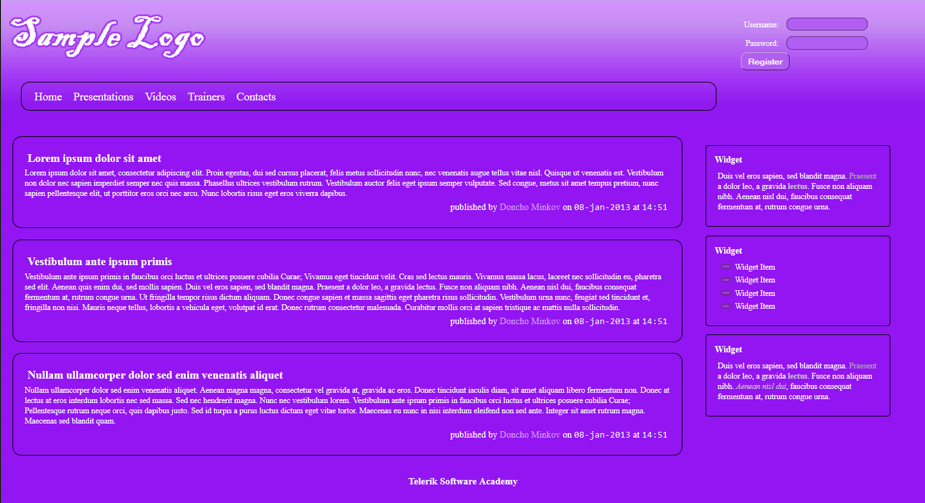 Sample Logo
Username:
Password:
Register
Home Presentations Videos Trainers Contacts
Lorem ipsum dolor sit amet
Lorem ipsum dolor sit amet, consectetur adipiscing elit. Proin egestas, dui sed cursus placerat, felis metus sollicitudin nunc, nec venenatis augue tellus vitae nisl. Quisque ut venenatis est. Vestibulum
non dolor nec sapien imperdiet semper nec quis massa. Phasellus ultrices vestibulum rutrum. Vestibulum auctor felis eget ipsum semper vulputate. Sed congue, metus sit amet tempus pretium, nunc
sapien pellentesque elit, ut porttitor eros orci nec arcu. Nunc lobortis risus eget eros viverra dapibus.
published by Doncho Minkov on 08-jan-2013 at 14:51
Vestibulum ante ipsum primis
Vestibulum ante ipsum primis in faucibus orci luctus et ultrices posuere cubilia Curae; Vivamus eget tincidunt velit. Cras sed lectus mauris. Vivamus massa lacus, laoreet nec sollicitudin eu, pharetra
sed elit. Aenean quis enim dui, sed mollis sapien. Duis vel eros sapien, sed blandit magna. Praesent a dolor leo, a gravida lectus. Fusce non aliquam nibh. Aenean nisl dui, faucibus consequat
fermentum at, rutrum congue urna. Ut fringilla tempor risus dictum aliquam. Donec congue sapien et massa sagittis eget pharetra risus sollicitudin. Vestibulum urna nunc, feugiat sed tincidunt et,
fringilla non nisi. Mauris neque tellus, lobortis a vehicula eget, volutpat id erat. Donec rutrum consectetur malesuada. Curabitur mollis orci at sapien tristique ac mattis nulla sollicitudin.
published by Doncho Minkov on 08-jan-2013 at 14:51
Nullam ullamcorper dolor sed enim venenatis aliquet
Nullam ullamcorper dolor sed enim venenatis aliquet. Aenean magna magna, consectetur vel gravida at, gravida ac eros. Donec tincidunt iaculis diam, sit amet aliquam libero fermentum non. Donec at
lectus at eros interdum lobortis nec sed massa. Sed nec hendrerit magna. Nunc nec vestibulum lorem. Vestibulum ante ipsum primis in faucibus orci luctus et ultrices posuere cubilia Curae;
Pellentesque rutrum neque orci, quis dapibus justo. Sed id turpis a purus luctus dictum eget vitae tortor. Maecenas eu nunc in nisi interdum eleifend non sed ante. Integer sit amet rutrum magna.
Maecenas sed blandit quam.
published by Doncho Minkov on 08-jan-2013 at 14:51
Widget
Duis vel eros sapien, sed blandit magna. Praesent
a dolor leo, a gravida lectus. Fusce non aliquam
nibh. Aenean nisl dui, faucibus consequat
fermentum at, rutrum congue urna.
Widget
Widget Item
Widget Item
Widget Item
Widget Item
Widget
Duis vel eros sapien, sed blandit magna. Praesent
a dolor leo, a gravida lectus. Fusce non aliquam
nibh. Aenean nisl dui, faucibus consequat
fermentum at, rutrum congue urna.
Telerik Software Academy